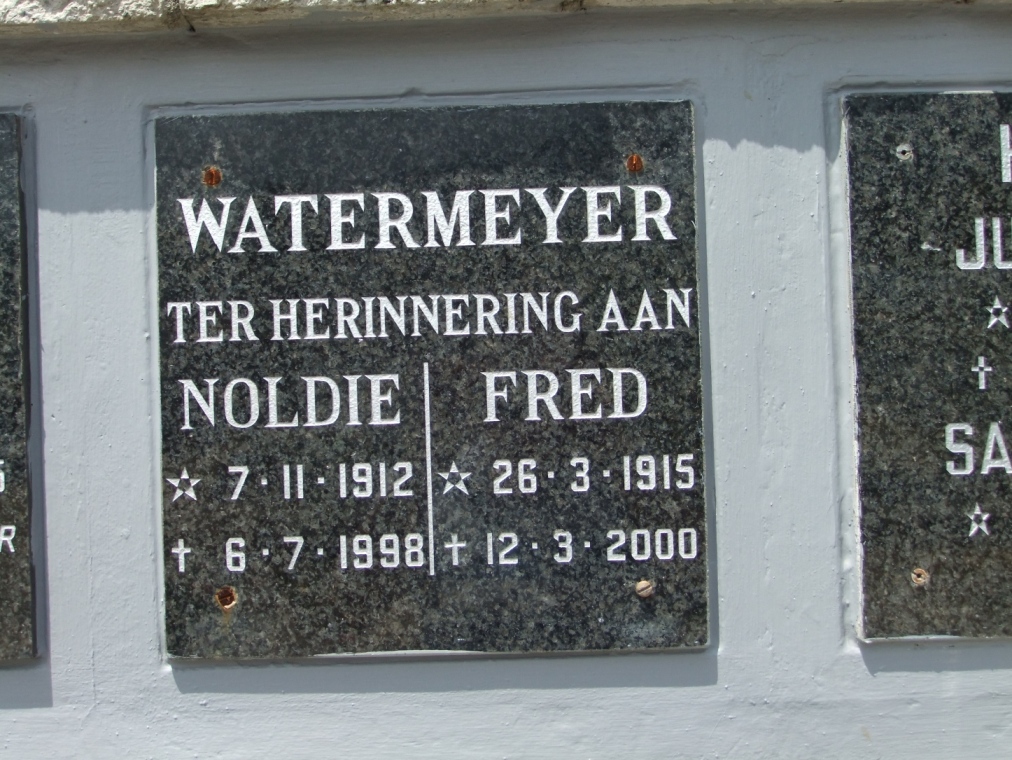 WATERMEYER
TER HERINNERING AAN
NOLDIE FRED
☆ 7·11·1912 ☆ 26·3·1915
✝ 6·7·1998 ✝ 12·3·2000